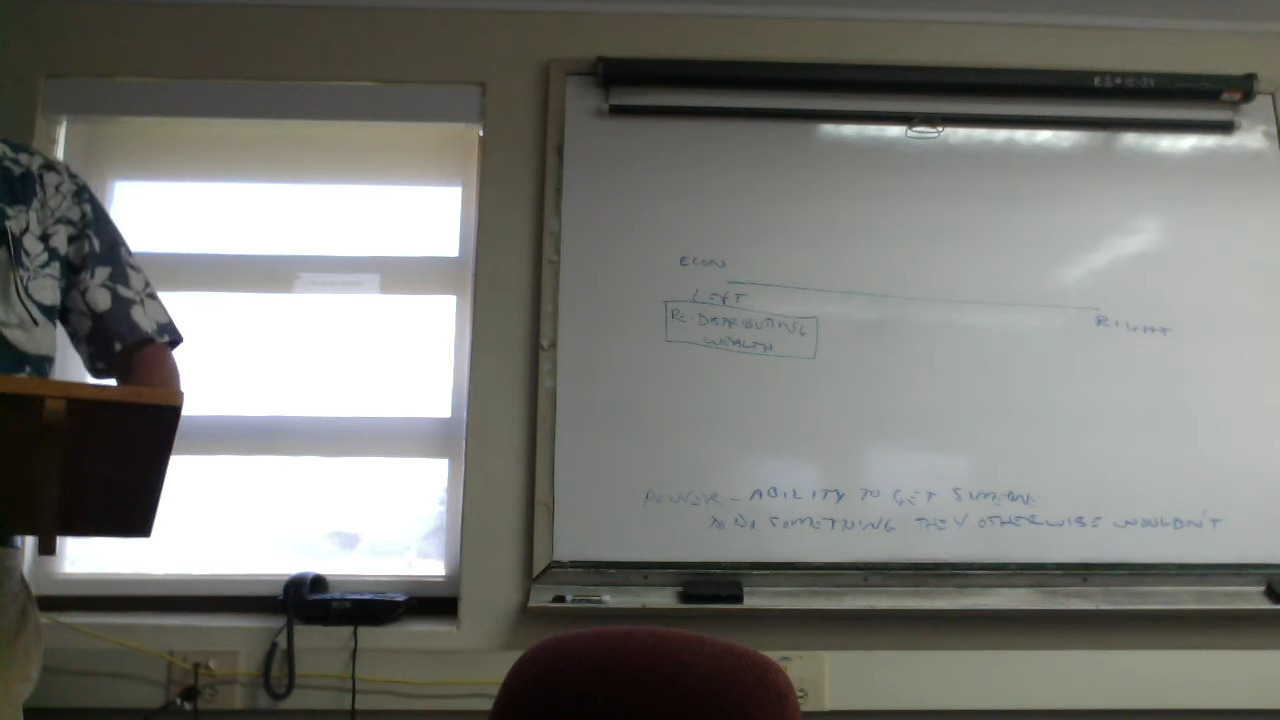 ECON
LEFT
RIGHT
RE-DISTRIBUTING
WEALTH
POWER - ABILITY TO GET SOMEONE
TO DO SOMETHING THEY OTHERWISE WOULDN'T